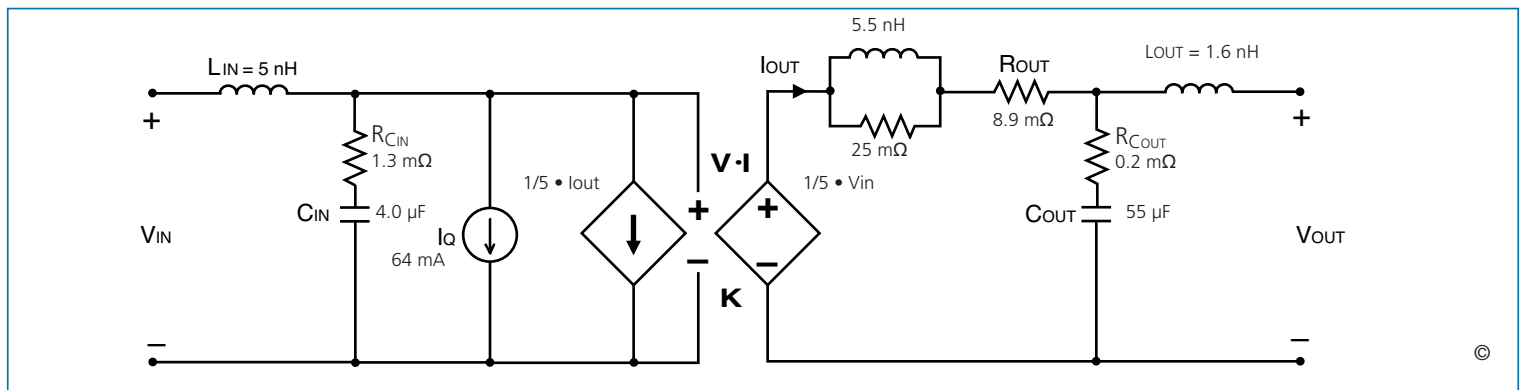 LIN = 5 nH
+
VIN
−
RCIN
1.3 mΩ
CIN
4.0 µF
IQ
64 mA
1/5 • Iout
+
−
V•I
K
1/5 • Vin
+
−
IOUT
5.5 nH
25 mΩ
ROUT
8.9 mΩ
RCOUT
0.2 mΩ
COUT
55 µF
LOUT = 1.6 nH
+
VOUT
−
©